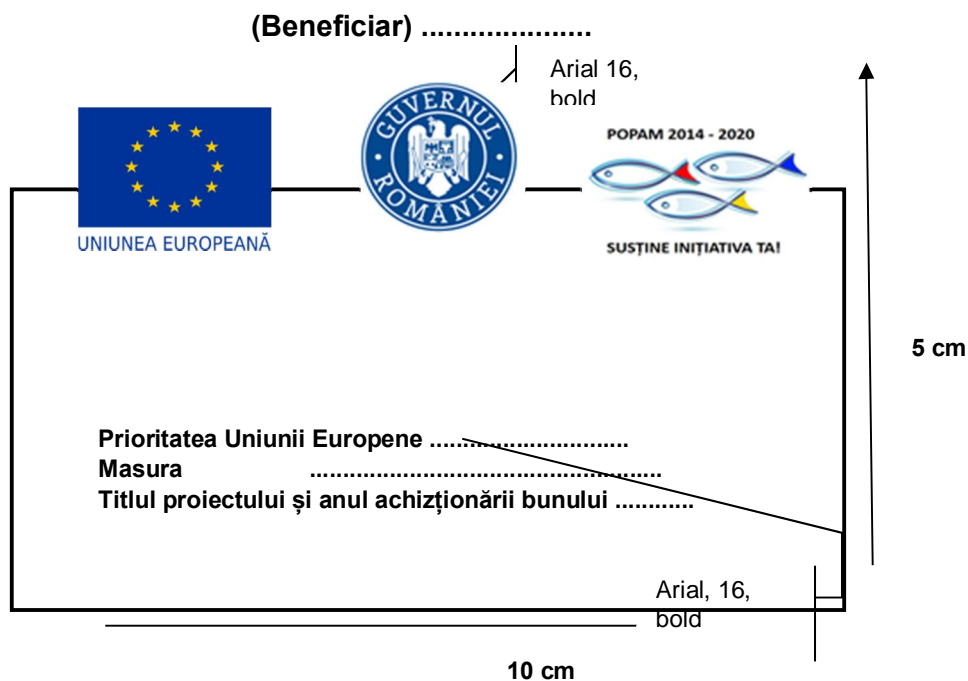 (Beneficiar) .....................
Arial 16,
bold
GUVERNUL ROMÂNIEI
POPAM 2014 - 2020
UNIUNEA EUROPEANĂ
SUSȚINE INIȚIATIVA TA!
5 cm
Prioritatea Uniunii Europene ...............................
Masura ......................................................
Titlul proiectului și anul achizționării bunului ............
Arial, 16,
bold
10 cm